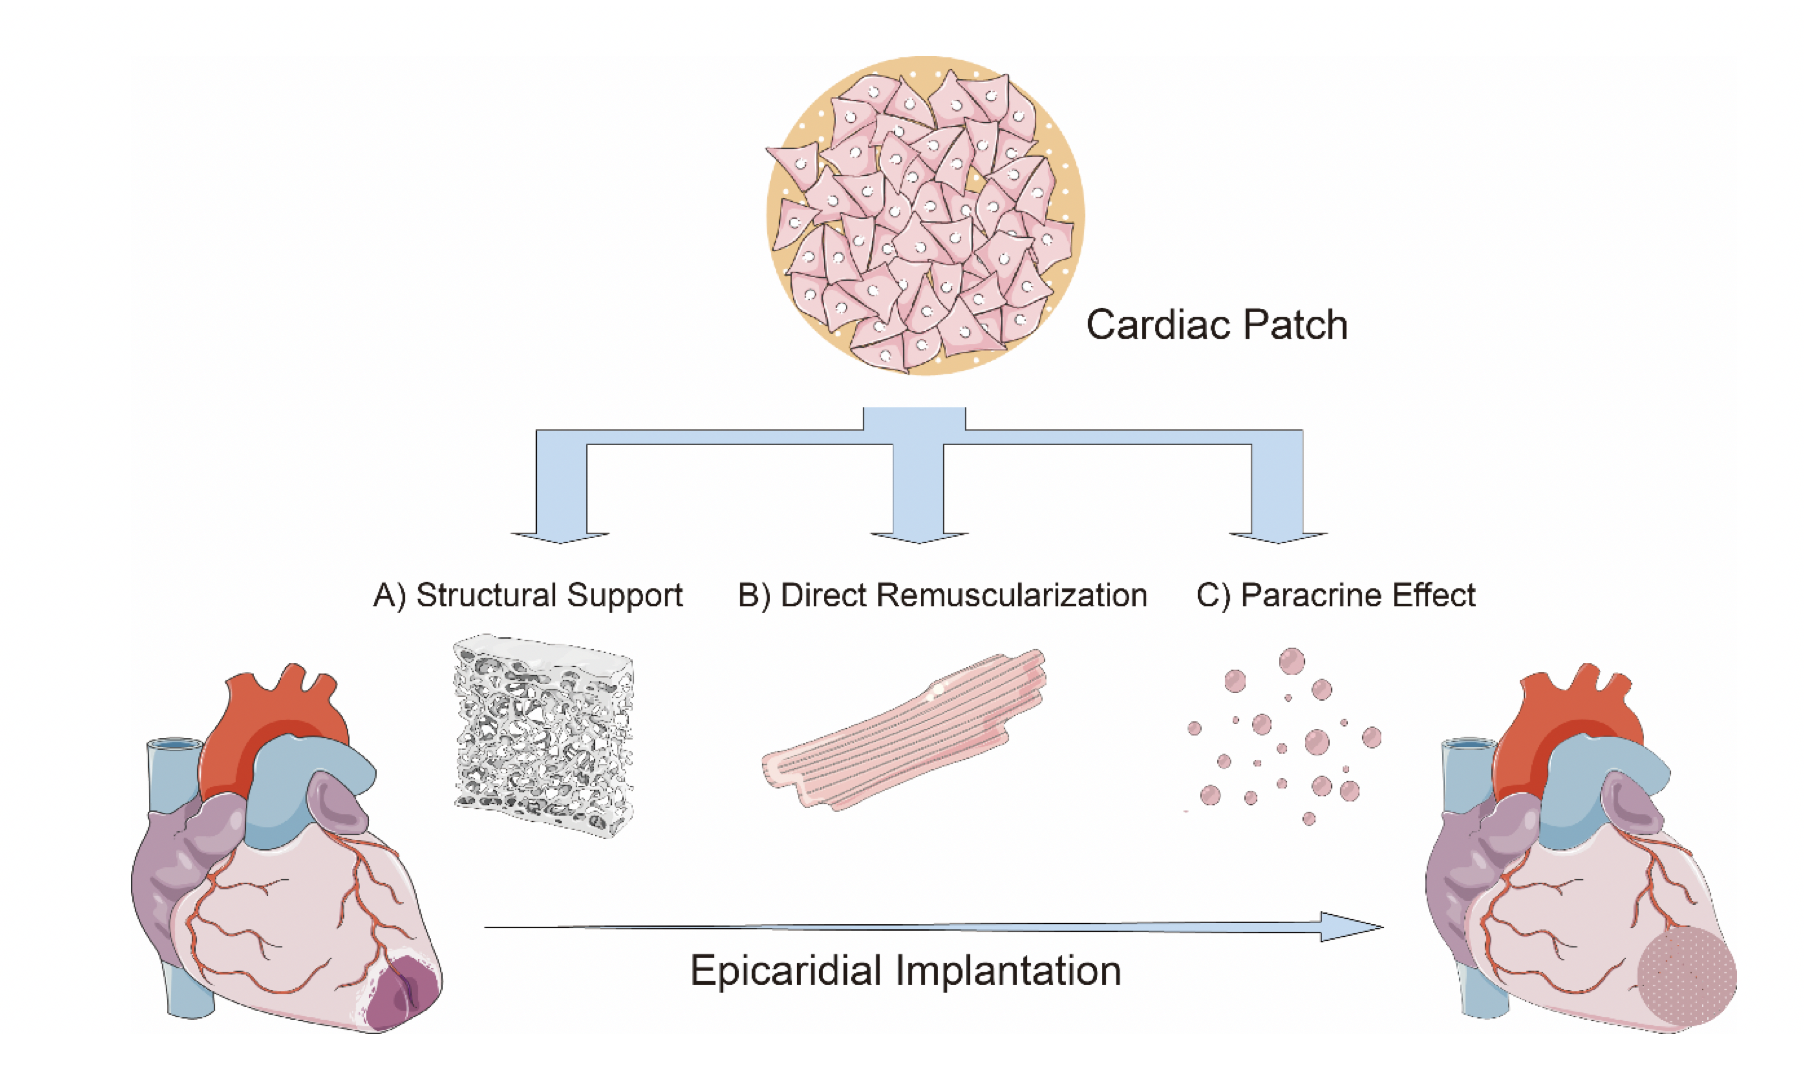 Cardiac Patch
A) Structural Support
B) Direct Remuscularization
C) Paracrine Effect
Epicaridial Implantation